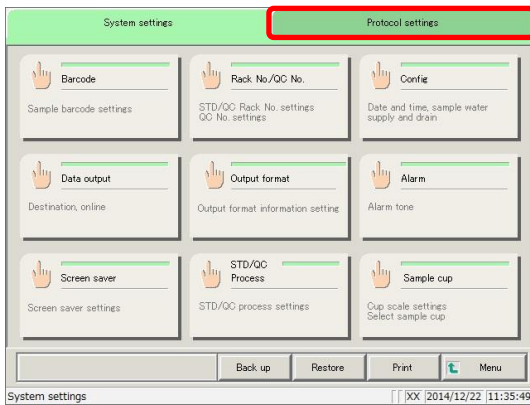 System settings
Protocol settings
Barcode
Sample barcode settings
Rack No./QC No.
STD/QC Rack No. settings
QC No. settings
Config
Date and time, sample water
supply and drain
Data output
Destination, online
Output format
Output format information setting
Alarm
Alarm tone
Screen saver
Screen saver settings
STD/QC
Process
STD/QC process settings
Sample cup
Cup scale settings
Select sample cup
Back up
Restore
Print
Menu
System settings
XX 2014/12/22 11:35:49